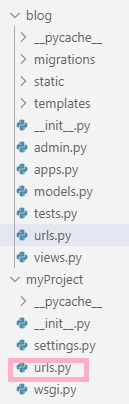 blog
__pycache__
migrations
static
templates
__init__.py
admin.py
apps.py
models.py
tests.py
urls.py
views.py
myProject
__pycache__
__init__.py
settings.py
urls.py
wsgi.py